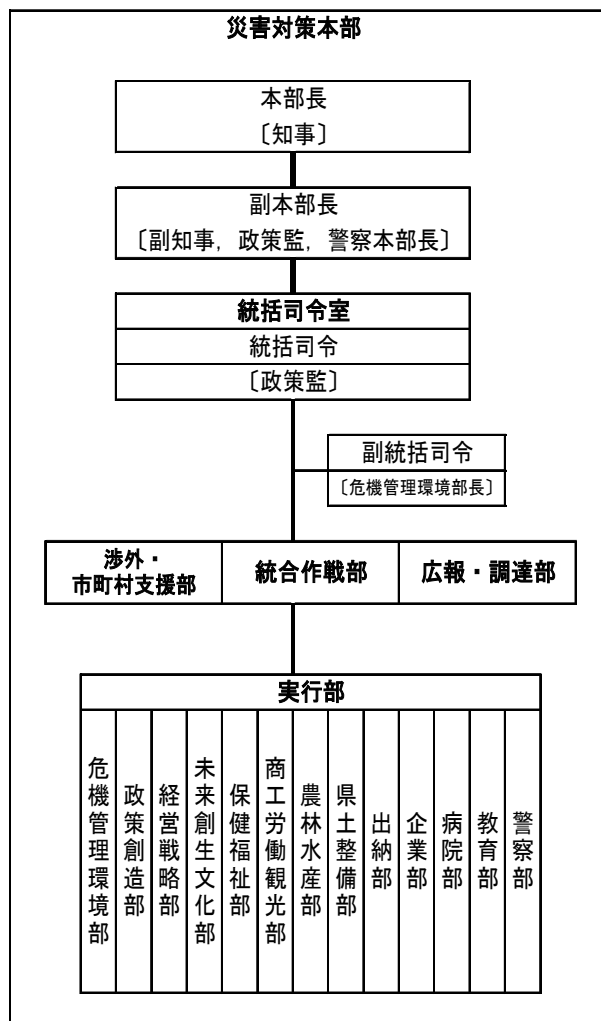 災害対策本部
本部長
〔知事〕
副本部長
〔副知事，政策監，警察本部長〕
統括司令室
統括司令
〔政策監〕
副統括司令
〔危機管理環境部長〕
渉外・
市町村支援部
統合作戦部
広報・調達部
実行部
危機管理環境部
政策創造部
経営戦略部
未来創生文化部
保健福祉部
商工労働観光部
農林水産部
県土整備部
出納部
企業部
病院部
教育部
警察部